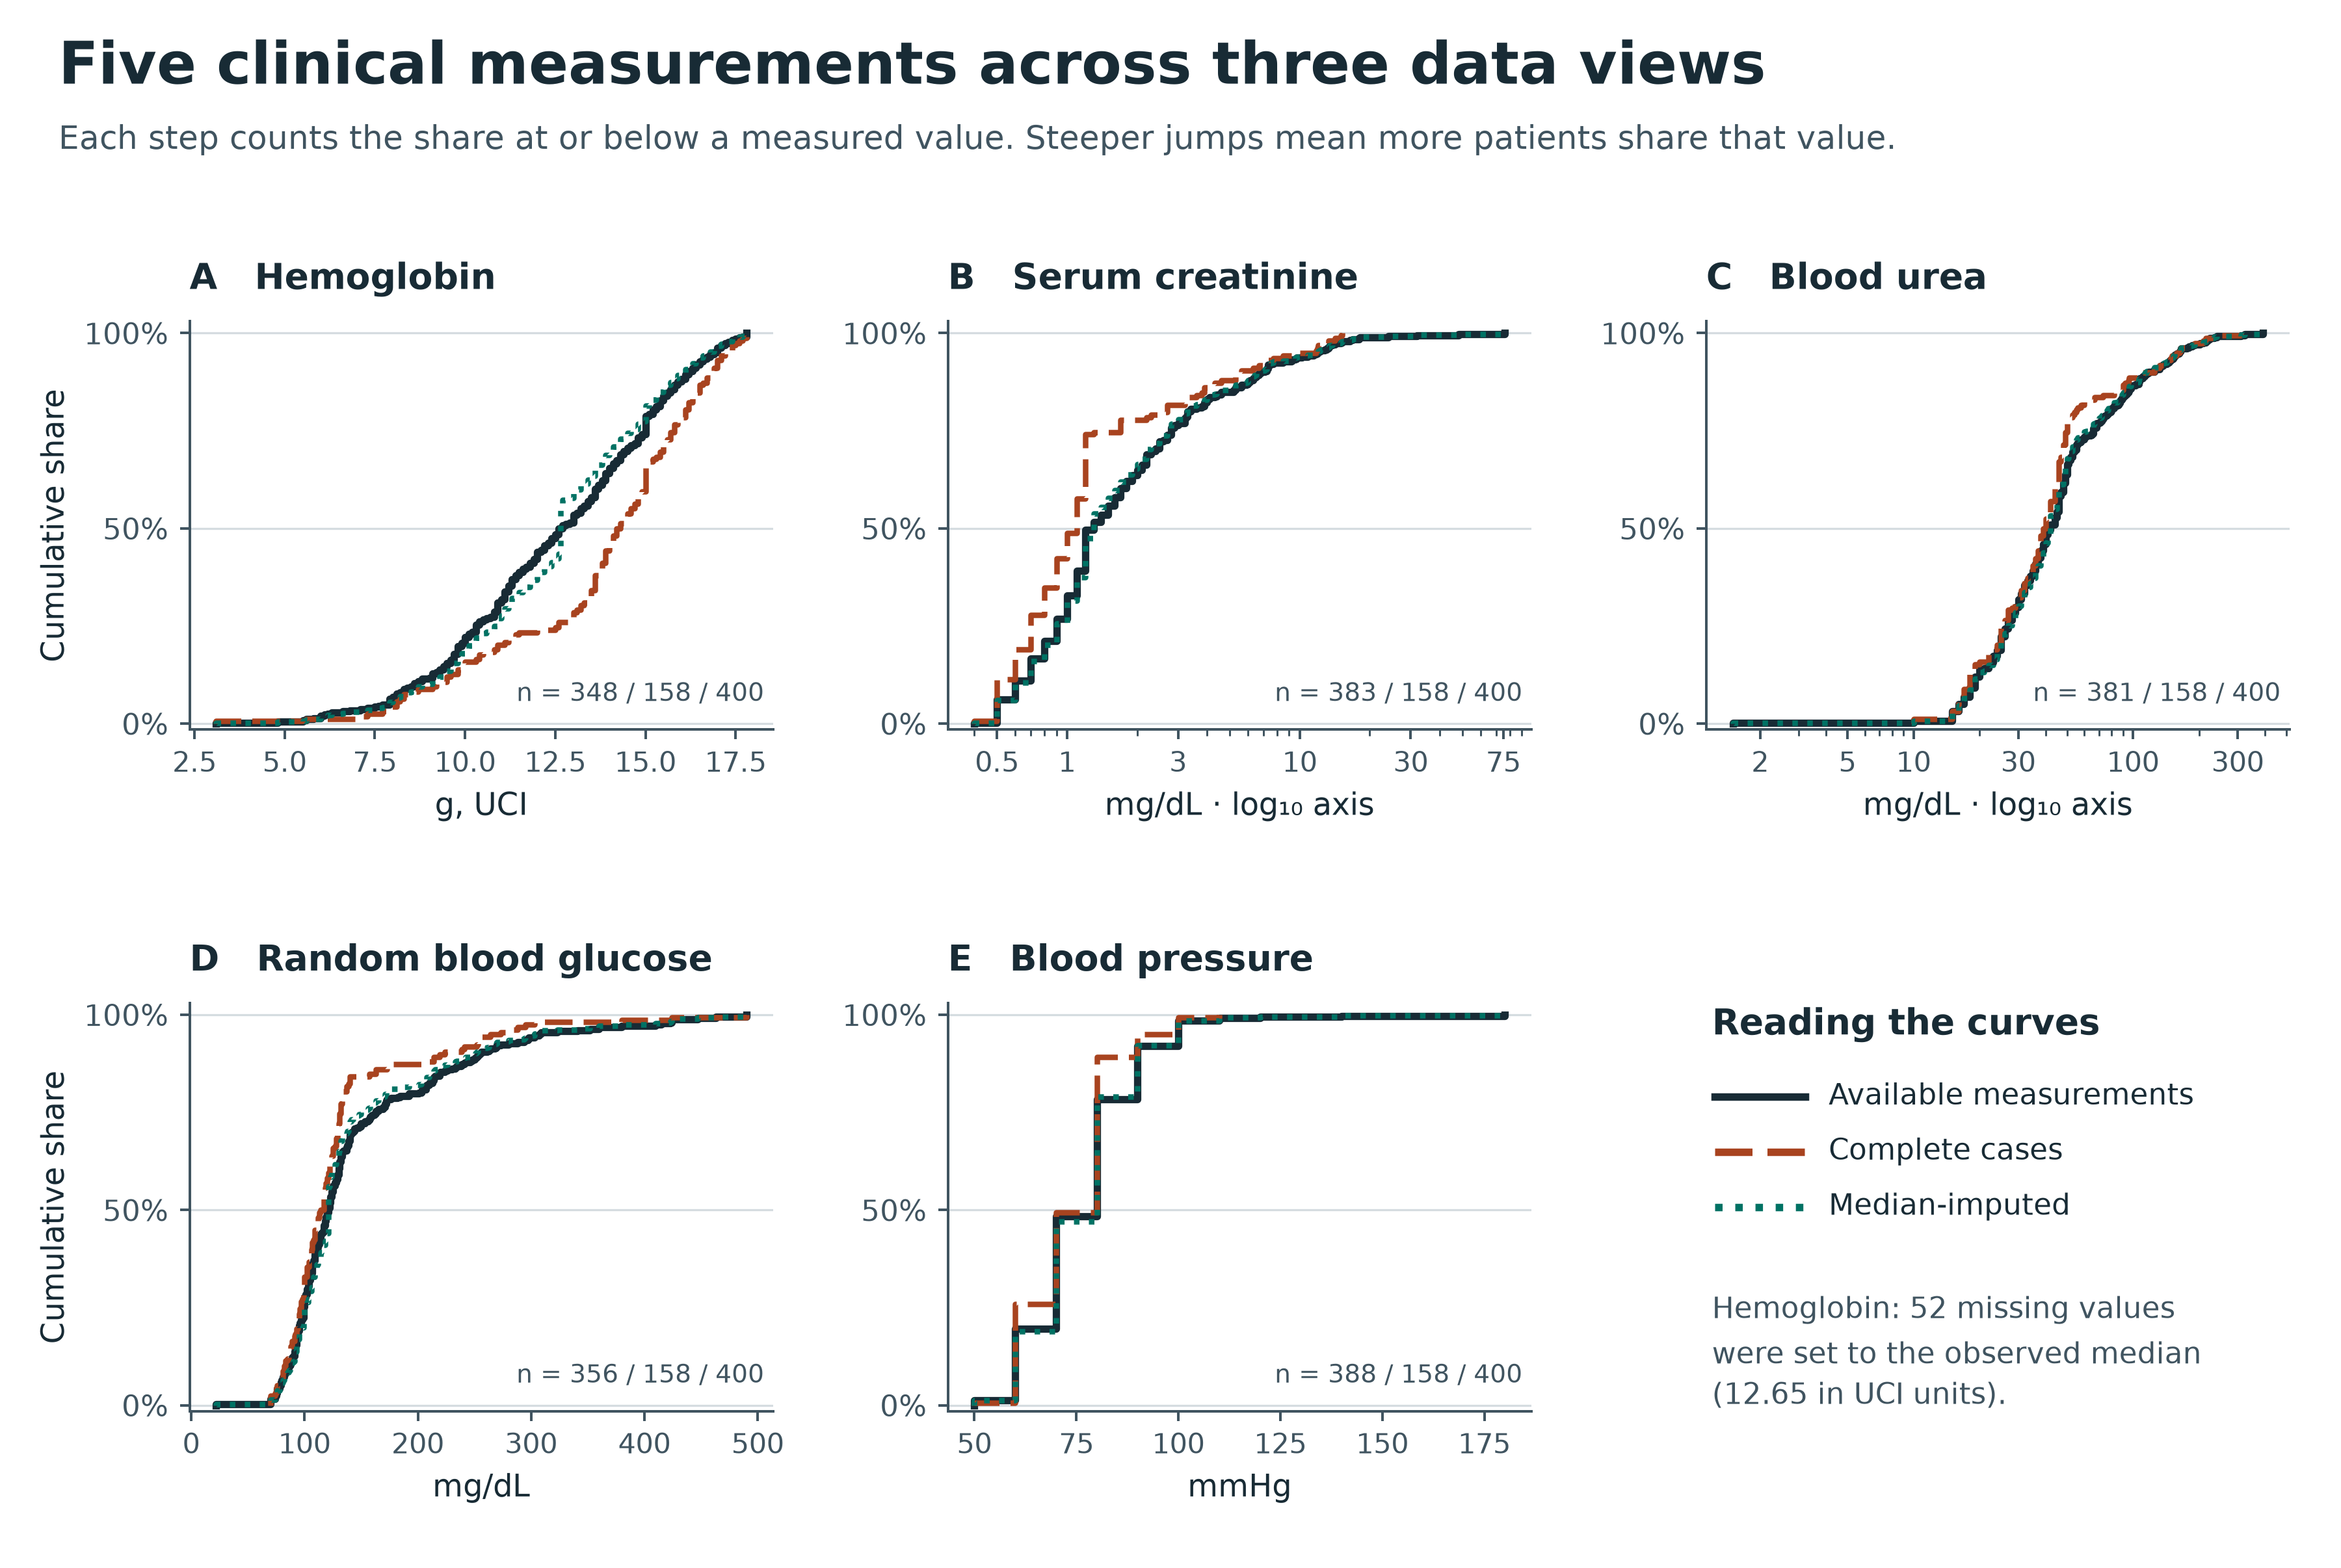 Five clinical measurements across three data views
Each step counts the share at or below a measured value. Steeper jumps mean more patients share that value.
A Hemoglobin
100%
50%
0%
Cumulative share
n = 348 / 158 / 400
2.5 5.0 7.5 10.0 12.5 15.0 17.5
g, UCI
B Serum creatinine
100%
50%
0%
n = 383 / 158 / 400
0.5 1 3 10 30 75
mg/dL · log₁₀ axis
C Blood urea
100%
50%
0%
n = 381 / 158 / 400
2 5 10 30 100 300
mg/dL · log₁₀ axis
D Random blood glucose
100%
50%
0%
Cumulative share
n = 356 / 158 / 400
0 100 200 300 400 500
mg/dL
E Blood pressure
100%
50%
0%
n = 388 / 158 / 400
50 75 100 125 150 175
mmHg
Reading the curves
Available measurements
Complete cases
Median-imputed
Hemoglobin: 52 missing values
were set to the observed median
(12.65 in UCI units).